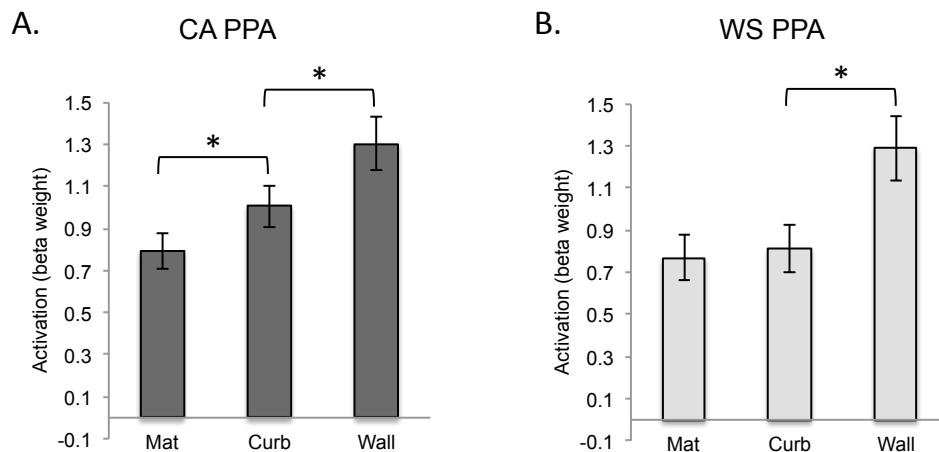 A.
CA PPA
*
*
Activation (beta weight)
1.5
1.3
1.1
0.9
0.7
0.5
0.3
0.1
-0.1
Mat Curb Wall
B.
WS PPA
*
Activation (beta weight)
1.5
1.3
1.1
0.9
0.7
0.5
0.3
0.1
-0.1
Mat Curb Wall